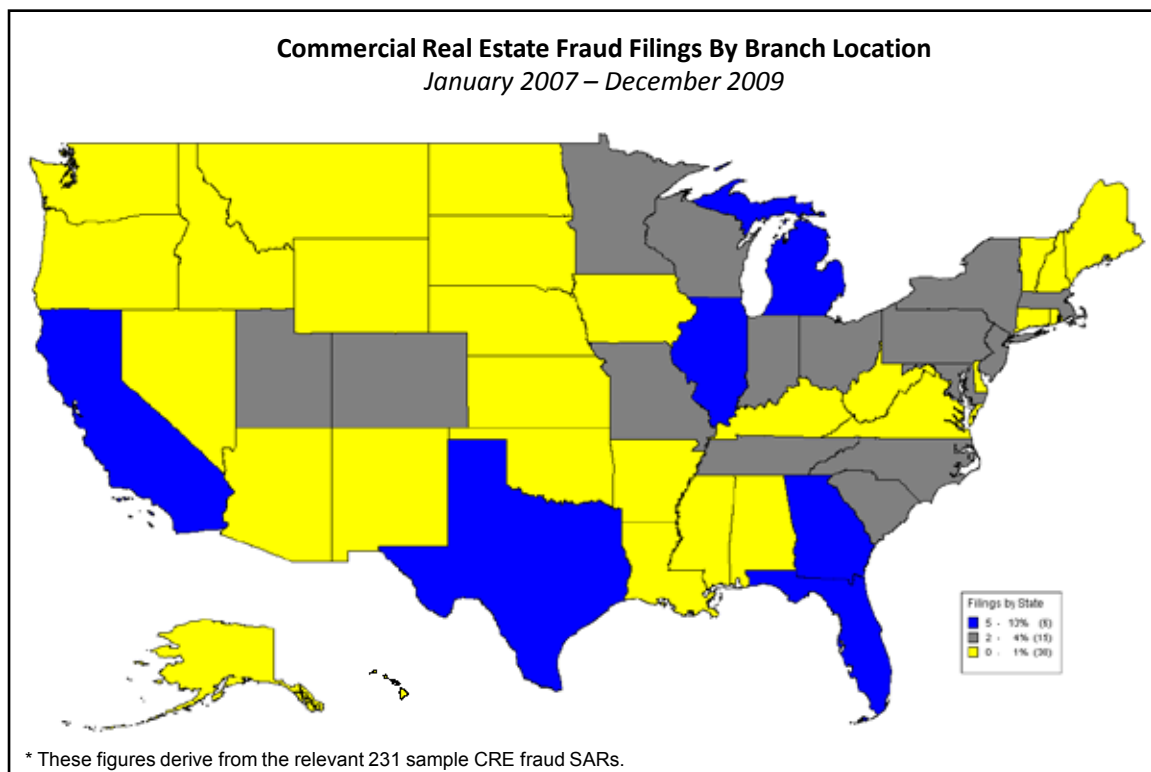 Commercial Real Estate Fraud Filings By Branch Location
January 2007 – December 2009
Filings by State
5 - 13% (6)
2 - 4% (15)
0 - 1% (30)
* These figures derive from the relevant 231 sample CRE fraud SARs.